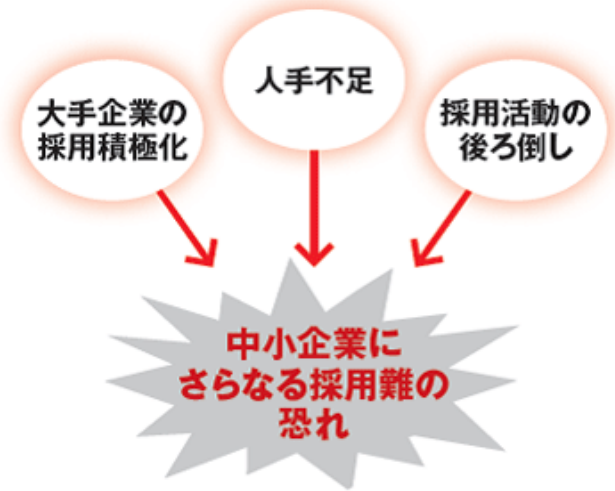 大手企業の
採用積極化
人手不足
採用活動の
後ろ倒し
中小企業に
さらなる採用難の
恐れ